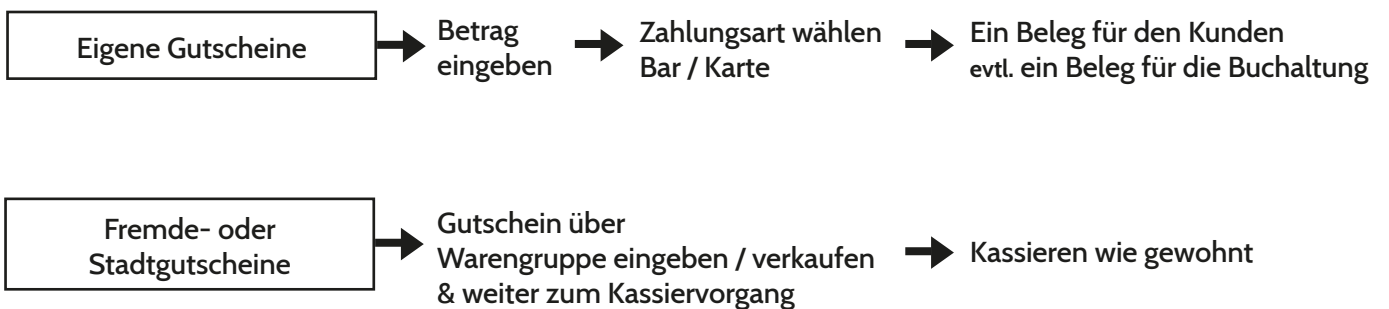 Eigene Gutscheine
Betrag
eingeben
Zahlungsart wählen
Bar / Karte
Ein Beleg für den Kunden
evtl. ein Beleg für die Buchaltung
Fremde- oder
Stadtgutscheine
Gutschein über
Warengruppe eingeben / verkaufen
& weiter zum Kassiervorgang
Kassieren wie gewohnt